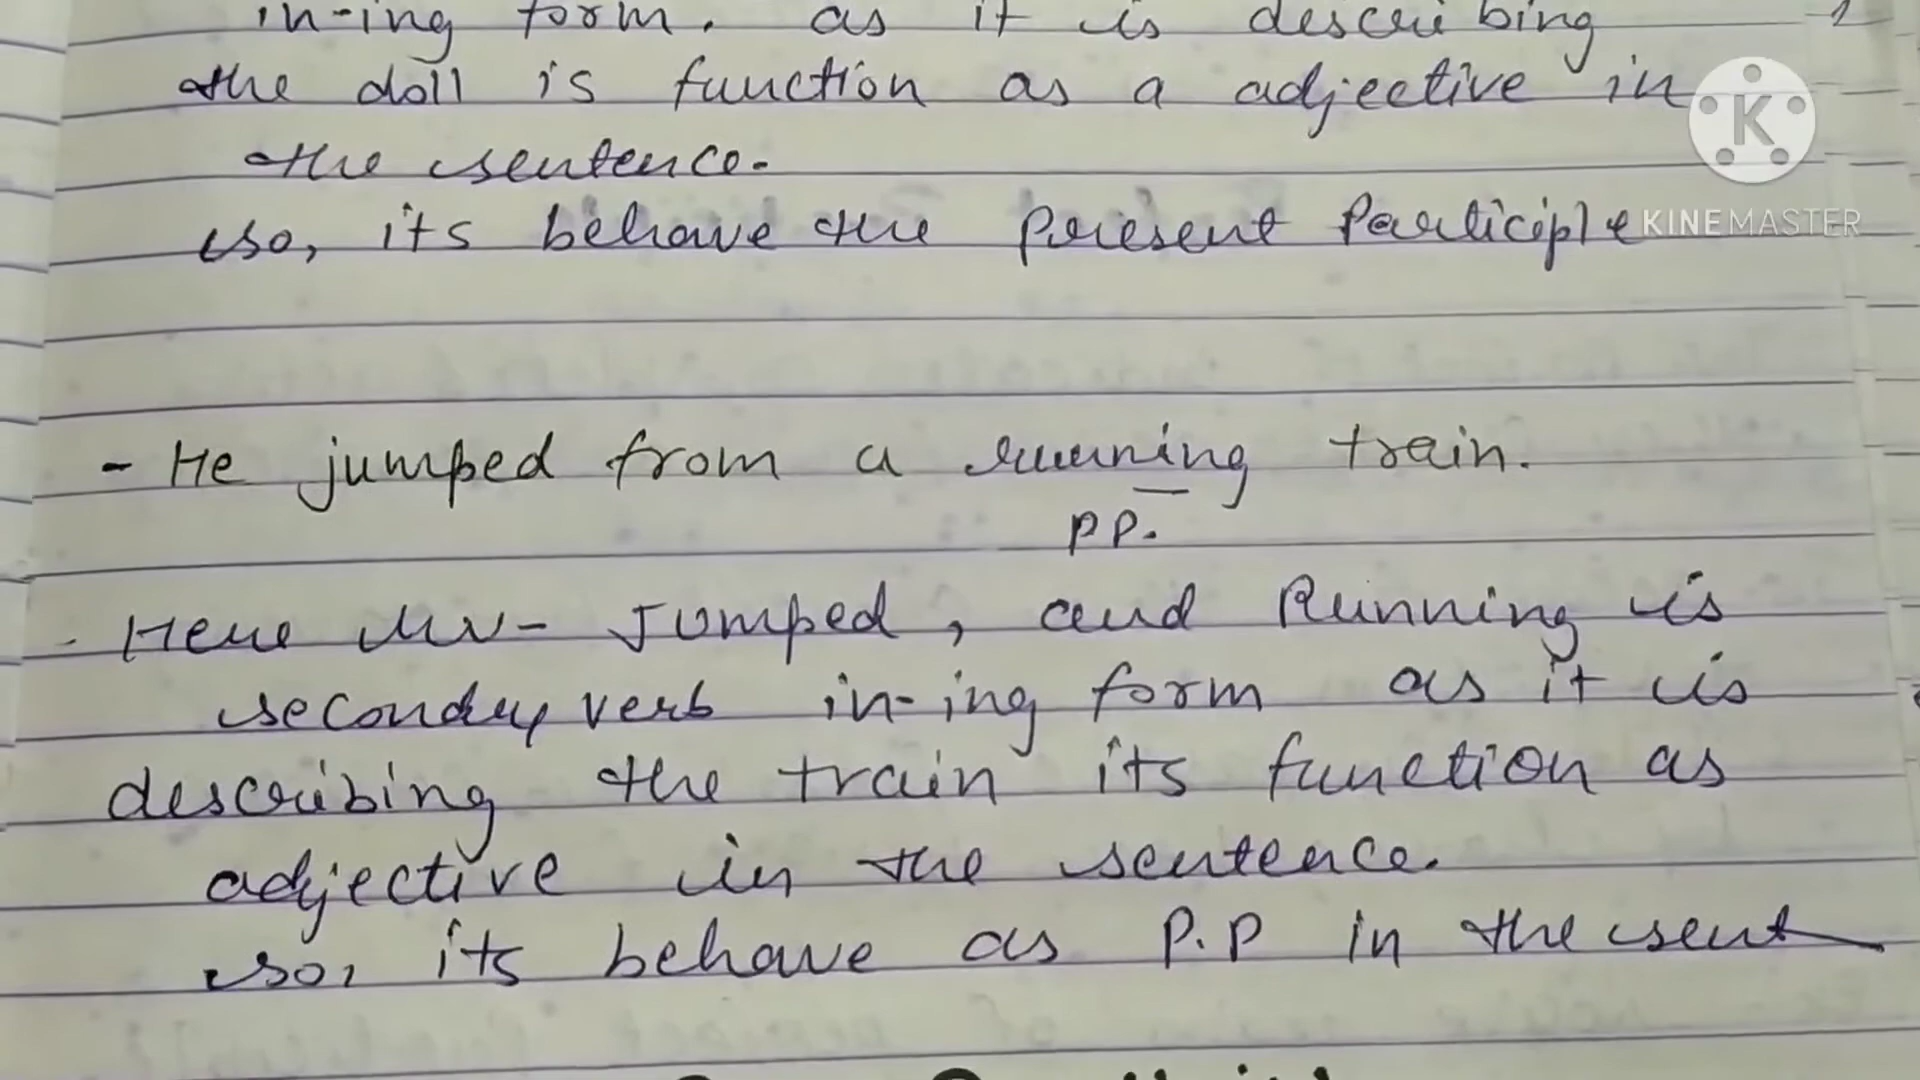 in-ing form. as it is describing
the doll is function as a adjective in
the sentence.
so, its behave the present Participle
K
KINEMASTER
- He jumped from a running train.
PP.
- Here Mv- Jumped, and Running is
secondry verb in-ing form as it is
describing the train its function as
adjective in the sentence.
so, its behave as P.P in the sent